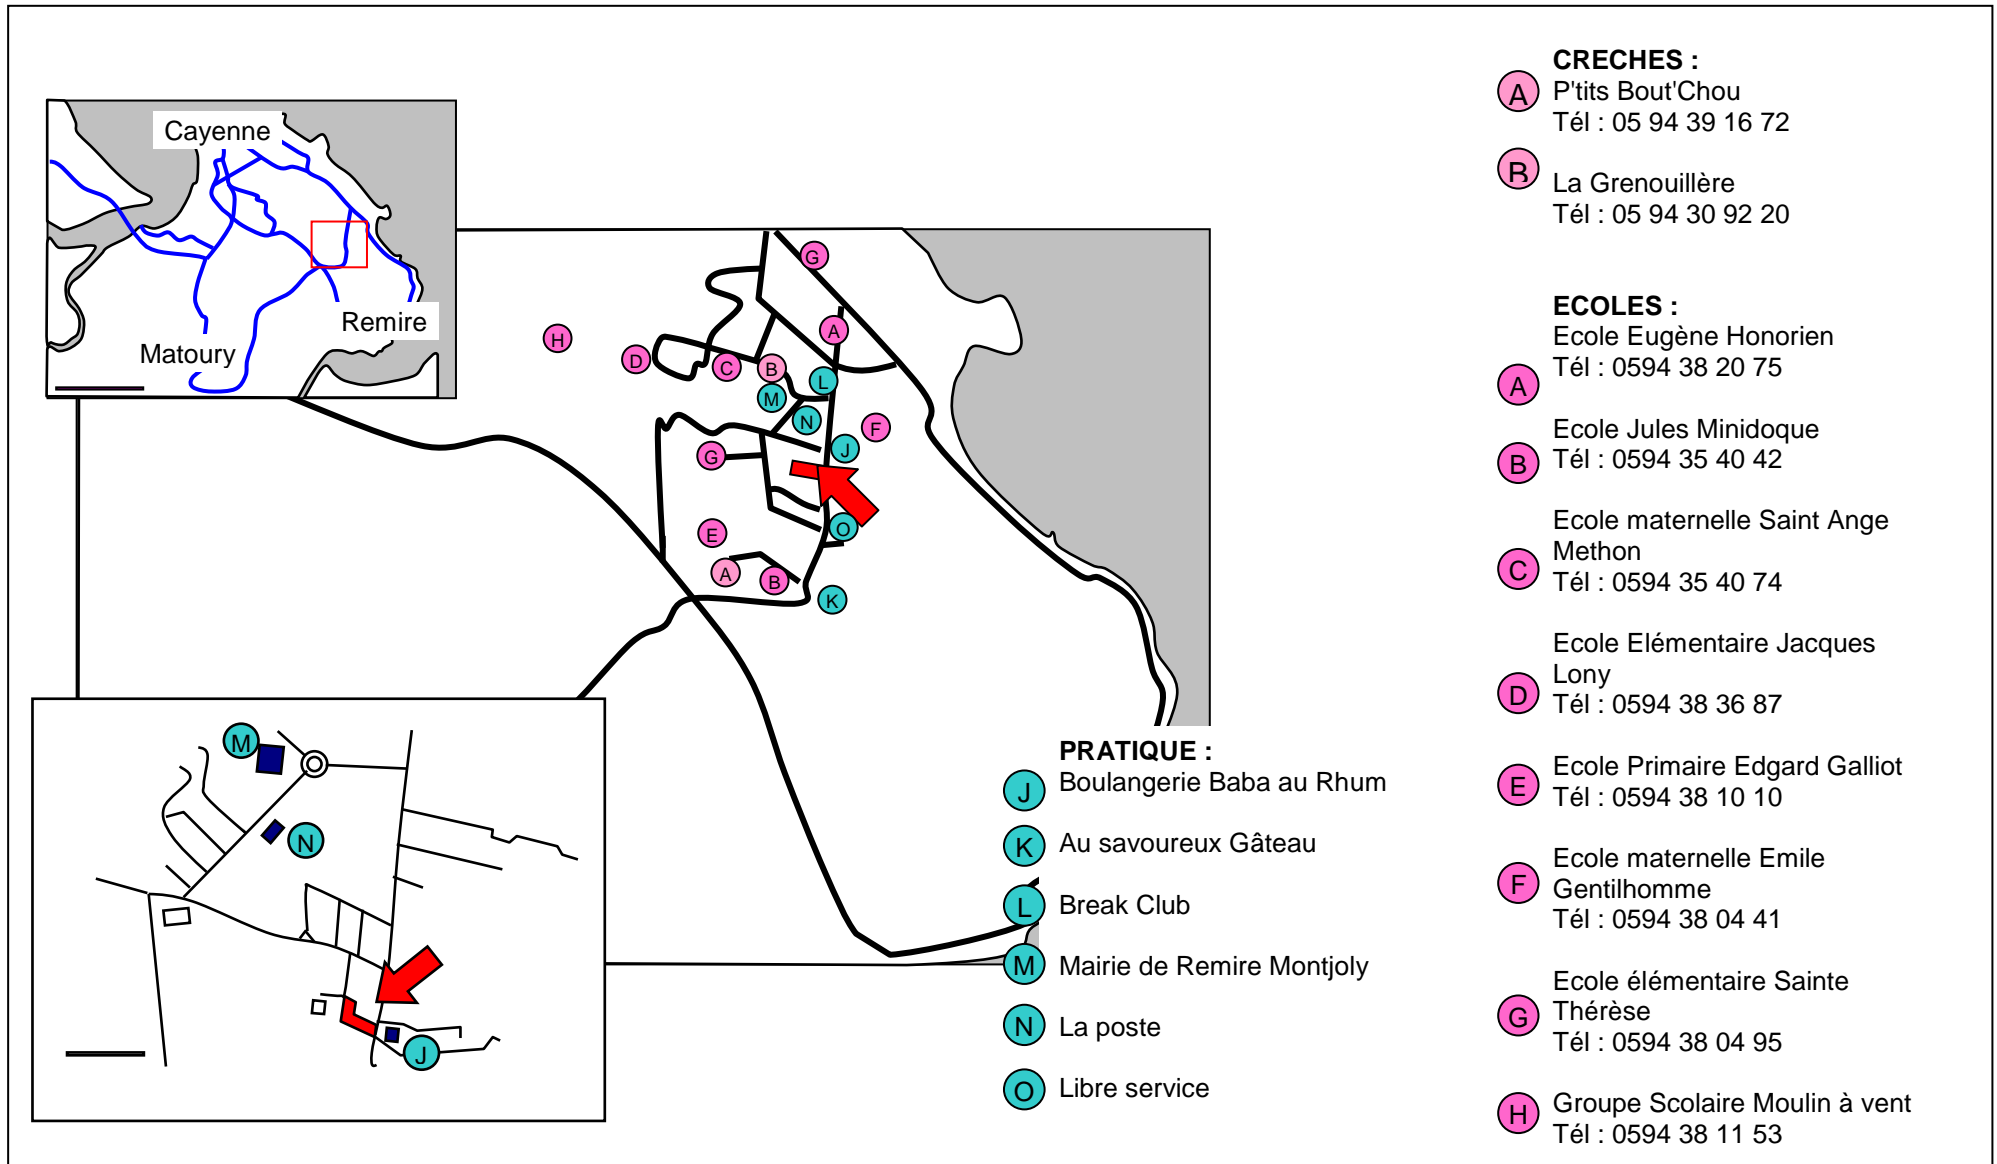 Cayenne
Remire
Matoury
G
A
H
D
C
B
L
M
N
F
J
G
O
E
A
B
K
M
N
J
PRATIQUE :
J Boulangerie Baba au Rhum
K Au savoureux Gâteau
L Break Club
M Mairie de Remire Montjoly
N La poste
O Libre service
CRECHES :
A P'tits Bout'Chou
Tél : 05 94 39 16 72
B La Grenouillère
Tél : 05 94 30 92 20
ECOLES :
Ecole Eugène Honorien
A Tél : 0594 38 20 75
Ecole Jules Minidoque
B Tél : 0594 35 40 42
Ecole maternelle Saint Ange
Methon
C Tél : 0594 35 40 74
Ecole Elémentaire Jacques
Lony
D Tél : 0594 38 36 87
Ecole Primaire Edgard Galliot
E Tél : 0594 38 10 10
Ecole maternelle Emile
F Gentilhomme
Tél : 0594 38 04 41
Ecole élémentaire Sainte
G Thérèse
Tél : 0594 38 04 95
H Groupe Scolaire Moulin à vent
Tél : 0594 38 11 53